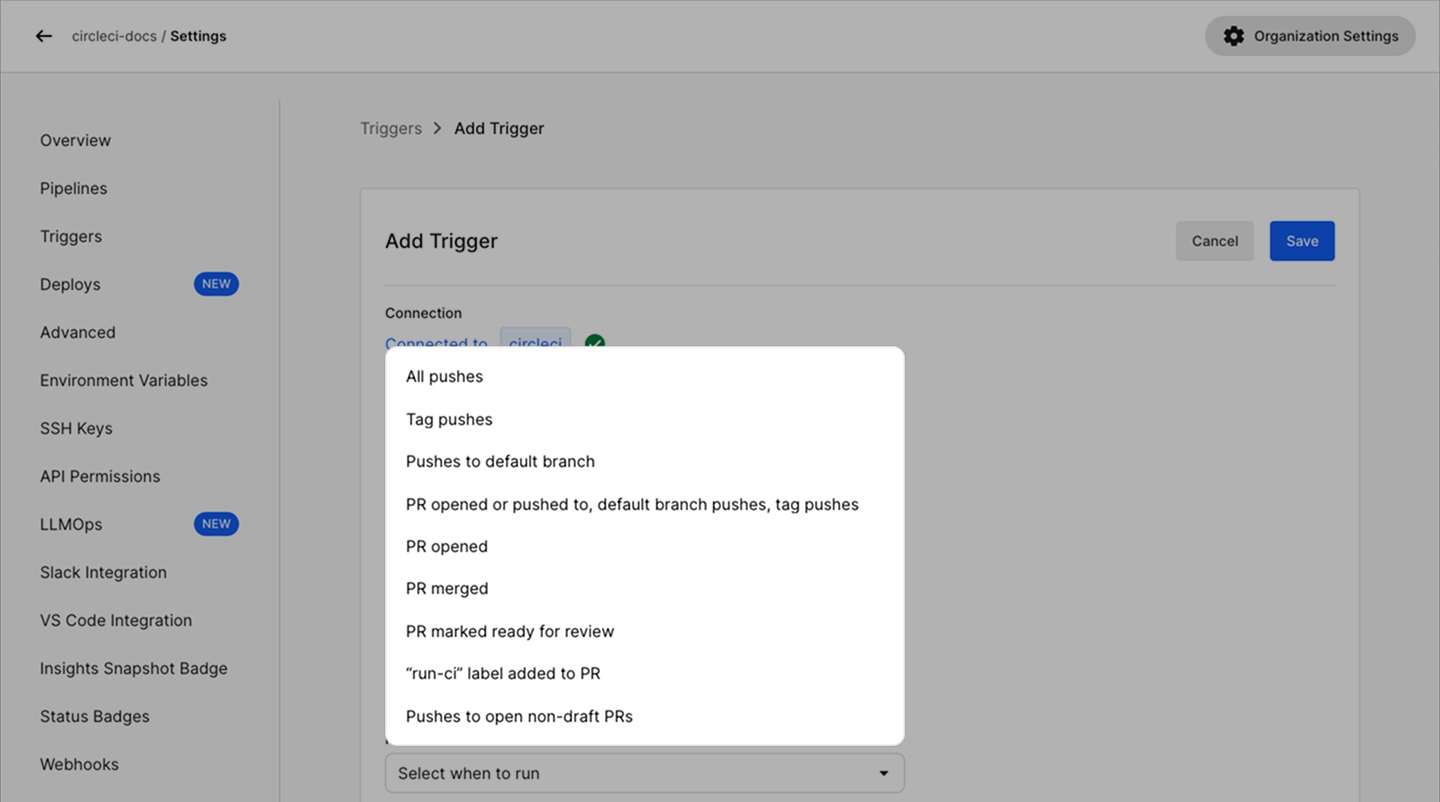 circleci-docs / Settings
Organization Settings
Overview
Pipelines
Triggers
Deploys NEW
Advanced
Environment Variables
SSH Keys
API Permissions
LLMOps NEW
Slack Integration
VS Code Integration
Insights Snapshot Badge
Status Badges
Webhooks
Triggers > Add Trigger
Add Trigger
Cancel
Save
Connection
Connected to circleci
All pushes
Tag pushes
Pushes to default branch
PR opened or pushed to, default branch pushes, tag pushes
PR opened
PR merged
PR marked ready for review
“run-ci” label added to PR
Pushes to open non-draft PRs
Select when to run